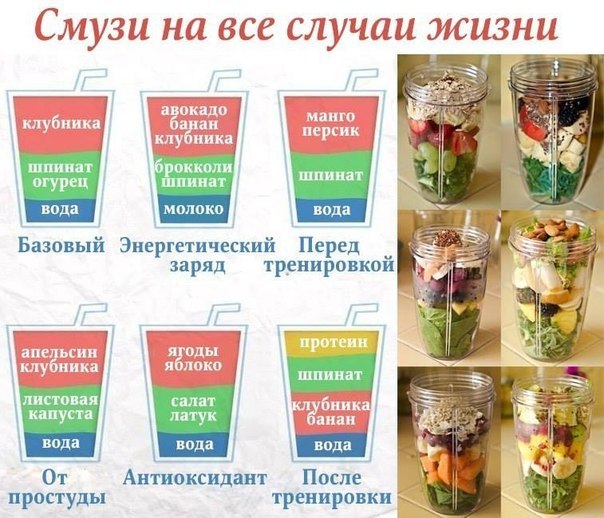 Смузи на все случаи жизни
клубника
шпинат
огурец
вода
Базовый
авокадо
банан
клубника
брокколи
шпинат
молоко
Энергетический
заряд
манго
персик
шпинат
вода
Перед
тренировкой
апельсин
клубника
листовая
капуста
вода
От
простуды
ягоды
яблоко
салат
латук
вода
Антиоксидант
протеин
шпинат
клубника
банан
вода
После
тренировки